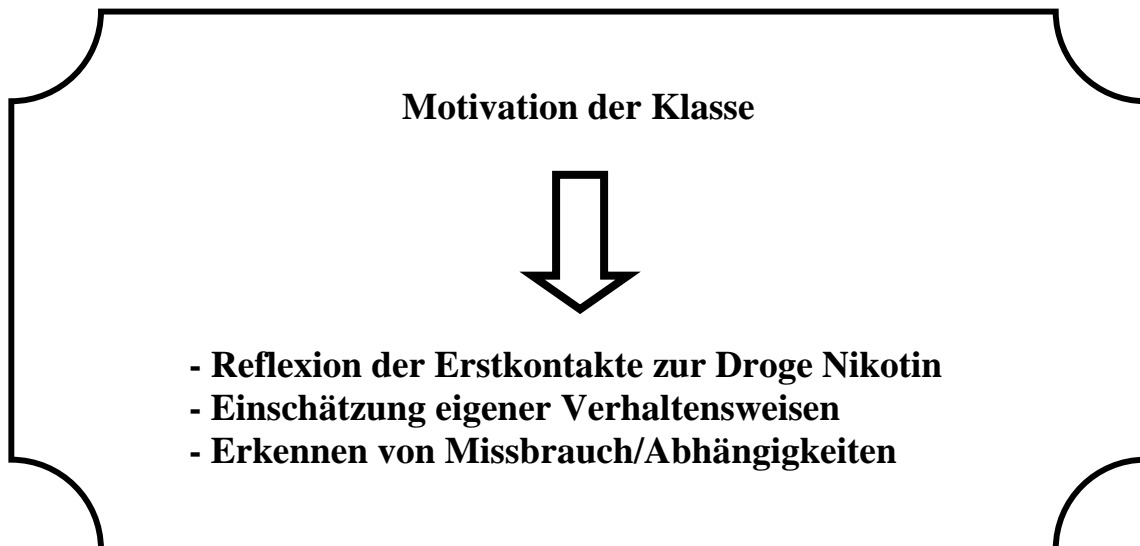 Motivation der Klasse
- Reflexion der Erstkontakte zur Droge Nikotin
- Einschätzung eigener Verhaltensweisen
- Erkennen von Missbrauch/Abhängigkeiten